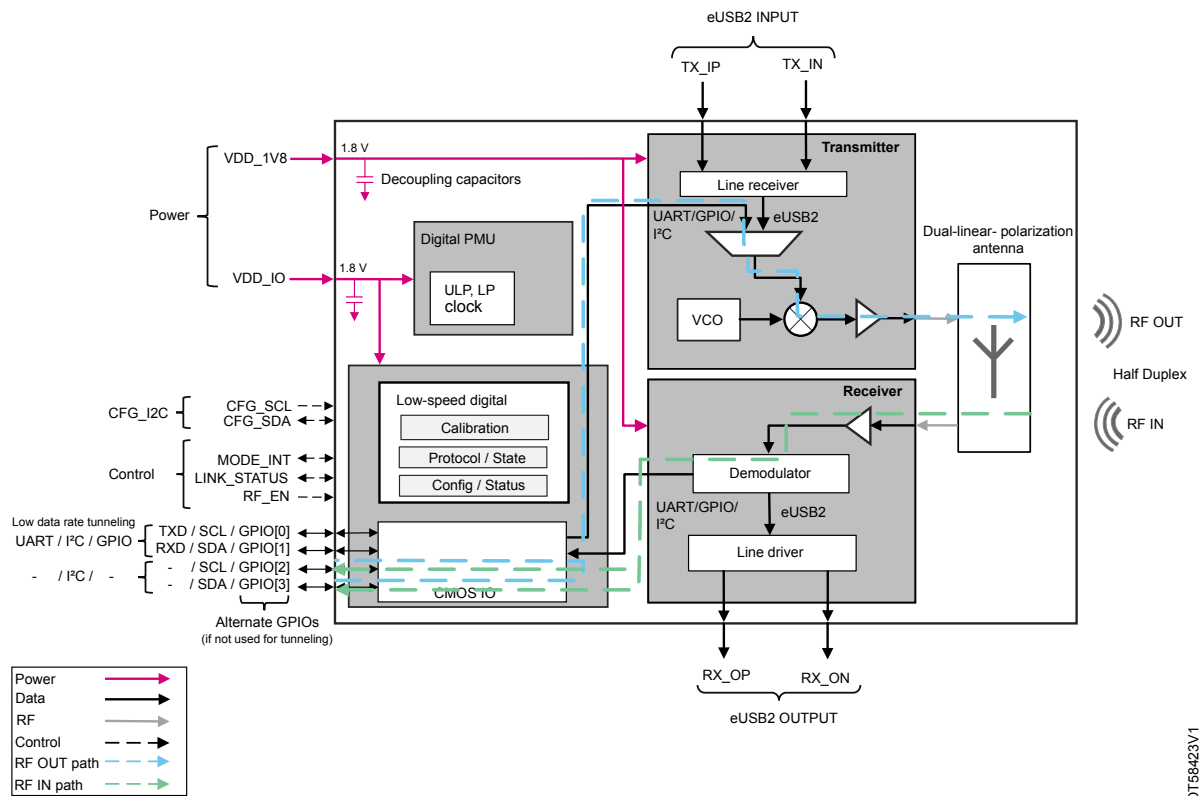 eUSB2 INPUT
TX_IP
TX_IN
Power
VDD_1V8
1.8 V
Decoupling capacitors
VDD_IO
1.8 V
Digital PMU
ULP, LP
clock
Transmitter
Line receiver
UART/GPIO/
I²C
eUSB2
VCO
Dual-linear- polarization
antenna
RF OUT
Half Duplex
RF IN
CFG_I2C
CFG_SCL
CFG_SDA
Control
MODE_INT
LINK_STATUS
RF_EN
Low-speed digital
Calibration
Protocol / State
Config / Status
Receiver
Demodulator
UART/GPIO/
I²C
eUSB2
Line driver
Low data rate tunneling
UART / I²C / GPIO
TXD / SCL / GPIO[0]
RXD / SDA / GPIO[1]
- / I²C / -
- / SCL / GPIO[2]
- / SDA / GPIO[3]
CMOS IO
Alternate GPIOs
(if not used for tunneling)
RX_OP
RX_ON
eUSB2 OUTPUT
Power
Data
RF
Control
RF OUT path
RF IN path
DT58423V1